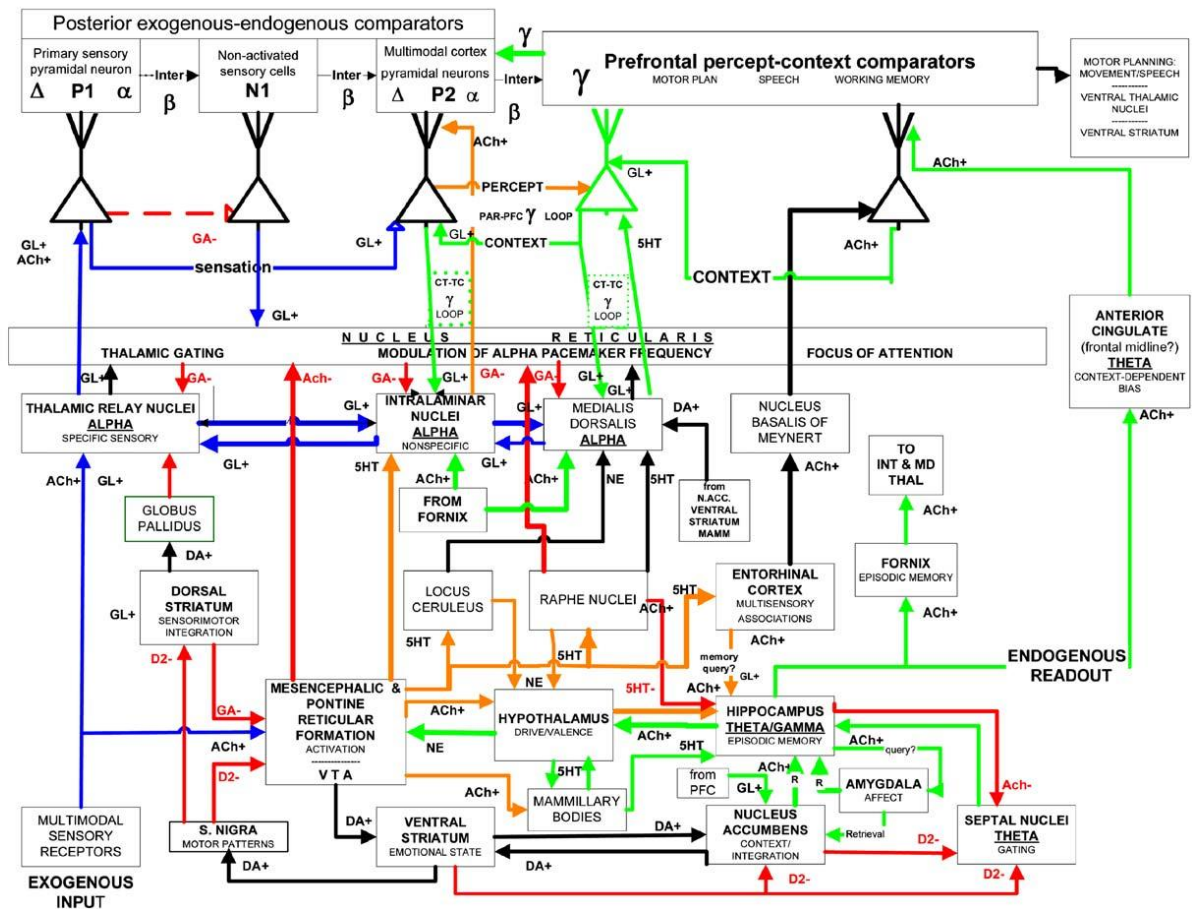 Posterior exogenous-endogenous comparators
Primary sensory
pyramidal neuron
Δ P1 α
Inter
β
Non-activated
sensory cells
N1
Inter
β
Multimodal cortex
pyramidal neurons
Δ P2 α
Inter
β
γ
γ
Prefrontal percept-context comparators
MOTOR PLAN SPEECH WORKING MEMORY
MOTOR PLANNING:
MOVEMENT/SPEECH
-----------
VENTRAL THALAMIC
NUCLEI
-----------
VENTRAL STRIATUM
ACh+
GL+
ACh+
PERCEPT
PAR-PFC γ LOOP
GL+
ACh+
GA-
GL+
GL+
CONTEXT
5HT
ACh+
sensation
CONTEXT
CT-TC
γ
LOOP
CT-TC
γ
LOOP
GL+
NUCLEUS RETICULARIS
THALAMIC GATING
MODULATION OF ALPHA PACEMAKER FREQUENCY
FOCUS OF ATTENTION
ANTERIOR
CINGULATE
(frontal midline?)
THETA
CONTEXT-DEPENDENT
BIAS
GL+
GA-
Ach-
GA-
GL+
GA-
GA-
GL+
GL+
THALAMIC RELAY NUCLEI
ALPHA
SPECIFIC SENSORY
GL+
INTRALAMINAR
NUCLEI
ALPHA
NONSPECIFIC
GL+
MEDIALIS
DORSALIS
ALPHA
DA+
NUCLEUS
BASALIS OF
MEYNERT
ACh+
GL+
GL+
ACh+
GL+
5HT
ACh+
ACh+
NE
5HT
ACh+
TO
INT & MD
THAL
FROM
FORNIX
from
N.ACC.
VENTRAL
STRIATUM
MAMM
GLOBUS
PALLIDUS
ACh+
DA+
FORNIX
EPISODIC MEMORY
DORSAL
STRIATUM
SENSORIMOTOR
INTEGRATION
GL+
LOCUS
CERULEUS
RAPHE NUCLEI
ACh+
5HT
ENTORHINAL
CORTEX
MULTISENSORY
ASSOCIATIONS
ACh+
ACh+
D2-
5HT
5HT
memory
query?
GL+
ENDOGENOUS
READOUT
MESENCEPHALIC &
PONTINE
RETICULAR
FORMATION
ACTIVATION
--------------
VTA
NE
5HT-
ACh+
GA-
ACh+
HYPOTHALAMUS
DRIVE/VALENCE
HIPPOCAMPUS
THETA/GAMMA
EPISODIC MEMORY
ACh+
NE
ACh+
5HT
ACh+
query?
D2-
5HT
ACh+
from
PFC
GL+
R
R
AMYGDALA
AFFECT
Ach-
ACh+
MAMMILLARY
BODIES
MULTIMODAL
SENSORY
RECEPTORS
S. NIGRA
MOTOR PATTERNS
DA+
VENTRAL
STRIATUM
EMOTIONAL STATE
DA+
NUCLEUS
ACCUMBENS
CONTEXT/
INTEGRATION
Retrieval
D2-
SEPTAL NUCLEI
THETA
GATING
DA+
DA+
D2-
D2-
EXOGENOUS
INPUT